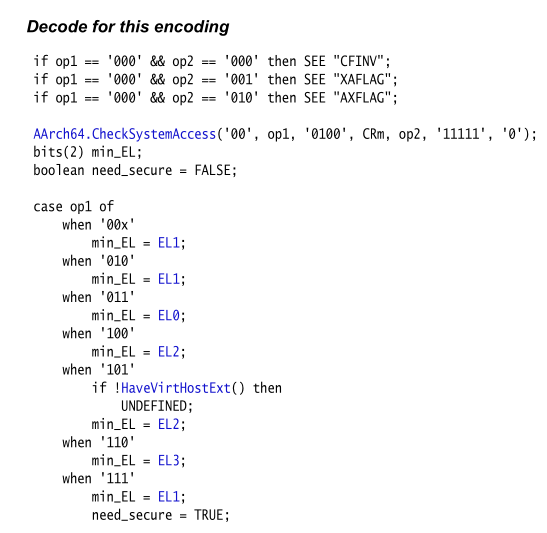 Decode for this encoding
if op1 == '000' && op2 == '000' then SEE "CFINV";
if op1 == '000' && op2 == '001' then SEE "XAFLAG";
if op1 == '000' && op2 == '010' then SEE "AXFLAG";
AArch64.CheckSystemAccess('00', op1, '0100', CRm, op2, '11111', '0');
bits(2) min_EL;
boolean need_secure = FALSE;
case op1 of
when '00x'
min_EL = EL1;
when '010'
min_EL = EL1;
when '011'
min_EL = EL0;
when '100'
min_EL = EL2;
when '101'
if !HaveVirtHostExt() then
UNDEFINED;
min_EL = EL2;
when '110'
min_EL = EL3;
when '111'
min_EL = EL1;
need_secure = TRUE;